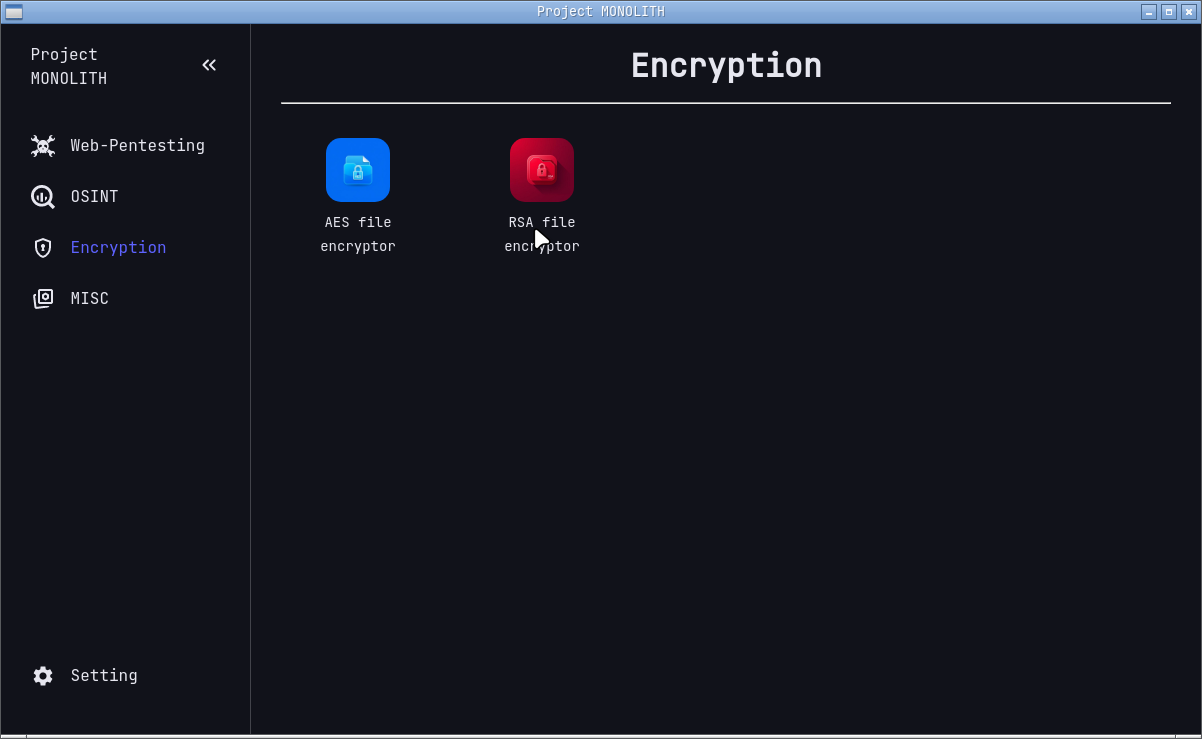 Project MONOLITH
Project
MONOLITH
Web-Pentesting
OSINT
Encryption
MISC
Setting
Encryption
AES file
encryptor
RSA file
encryptor